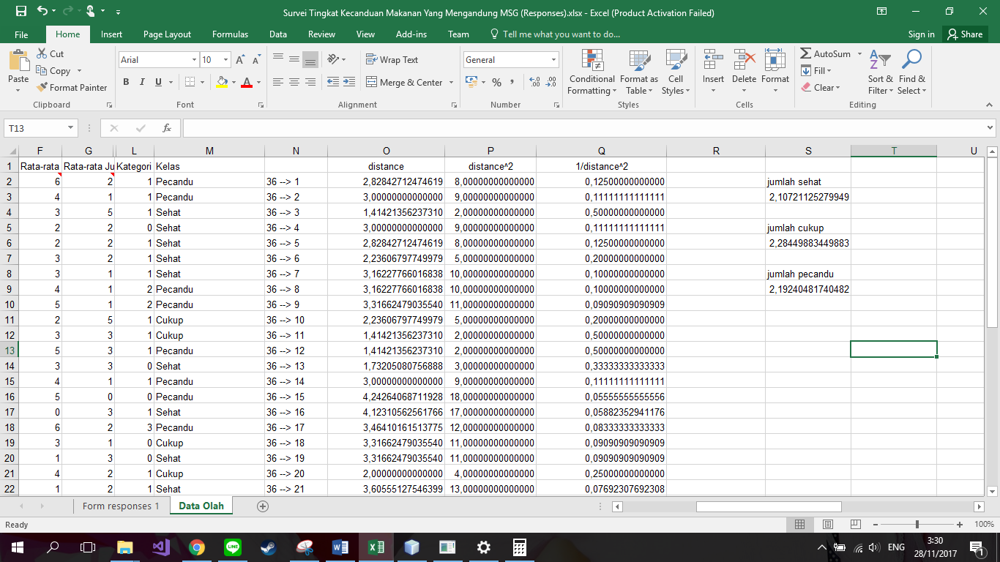 Survei Tingkat Kecanduan Makanan Yang Mengandung MSG (Responses).xlsx - Excel (Product Activation Failed)
File Home Insert Page Layout Formulas Data Review View Add-ins Team Tell me what you want to do... Sign in Share
Paste Cut Copy Format Painter
Arial 10 B I U
Wrap Text Merge & Center
General % ,
Conditional Formatting Format as Table Cell Styles
Insert Delete Format
AutoSum Fill Clear Sort & Filter Find & Select
Clipboard Font Alignment Number Styles Cells Editing
T13 fx
F G L M N O P Q R S T U
1 Rata-rata Rata-rata Ju Kategori Kelas distance distance^2 1/distance^2
2 6 2 1 Pecandu 36 --> 1 2,82842712474619 8,00000000000000 0,12500000000000 jumlah sehat
3 4 1 1 Pecandu 36 --> 2 3,00000000000000 9,00000000000000 0,11111111111111 2,10721125279949
4 3 5 1 Sehat 36 --> 3 1,41421356237310 2,00000000000000 0,50000000000000
5 2 2 0 Sehat 36 --> 4 3,00000000000000 9,00000000000000 0,11111111111111 jumlah cukup
6 2 2 1 Sehat 36 --> 5 2,82842712474619 8,00000000000000 0,12500000000000 2,28449883449883
7 3 2 1 Sehat 36 --> 6 2,23606797749979 5,00000000000000 0,20000000000000
8 3 1 1 Sehat 36 --> 7 3,16227766016838 10,00000000000000 0,10000000000000 jumlah pecandu
9 4 1 2 Pecandu 36 --> 8 3,16227766016838 10,00000000000000 0,10000000000000 2,19240481740482
10 5 1 2 Pecandu 36 --> 9 3,31662479035540 11,00000000000000 0,09090909090909
11 2 5 1 Cukup 36 --> 10 2,23606797749979 5,00000000000000 0,20000000000000
12 3 3 1 Cukup 36 --> 11 1,41421356237310 2,00000000000000 0,50000000000000
13 5 3 1 Pecandu 36 --> 12 1,41421356237310 2,00000000000000 0,50000000000000
14 3 3 0 Sehat 36 --> 13 1,73205080756888 3,00000000000000 0,33333333333333
15 4 1 1 Pecandu 36 --> 14 3,00000000000000 9,00000000000000 0,11111111111111
16 5 0 0 Pecandu 36 --> 15 4,24264068711928 18,00000000000000 0,05555555555556
17 0 3 1 Sehat 36 --> 16 4,12310562561766 17,00000000000000 0,05882352941176
18 6 2 3 Pecandu 36 --> 17 3,46410161513775 12,00000000000000 0,08333333333333
19 3 1 0 Cukup 36 --> 18 3,31662479035540 11,00000000000000 0,09090909090909
20 1 3 0 Sehat 36 --> 19 3,31662479035540 11,00000000000000 0,09090909090909
21 4 2 1 Cukup 36 --> 20 2,00000000000000 4,00000000000000 0,25000000000000
22 1 2 1 Sehat 36 --> 21 3,60555127546399 13,00000000000000 0,07692307692308
Form responses 1 Data Olah
Ready 100%
LINE ENG 3:30
28/11/2017 1